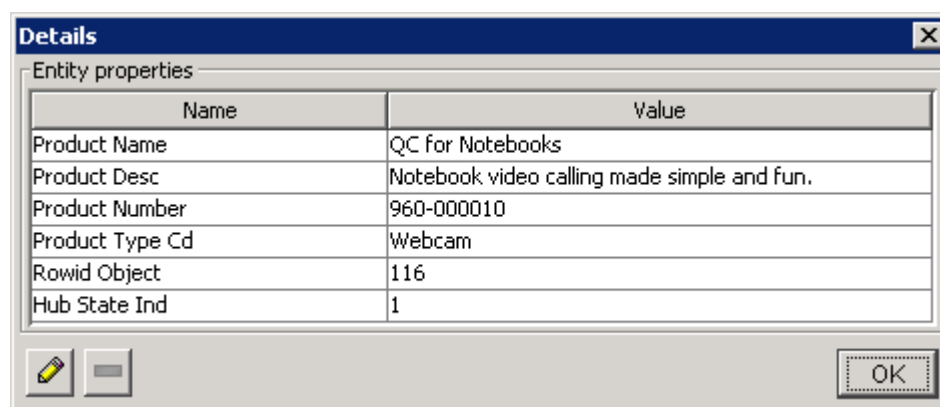 Details
Entity properties
Name Value
Product Name QC for Notebooks
Product Desc Notebook video calling made simple and fun.
Product Number 960-000010
Product Type Cd Webcam
Rowid Object 116
Hub State Ind 1
OK